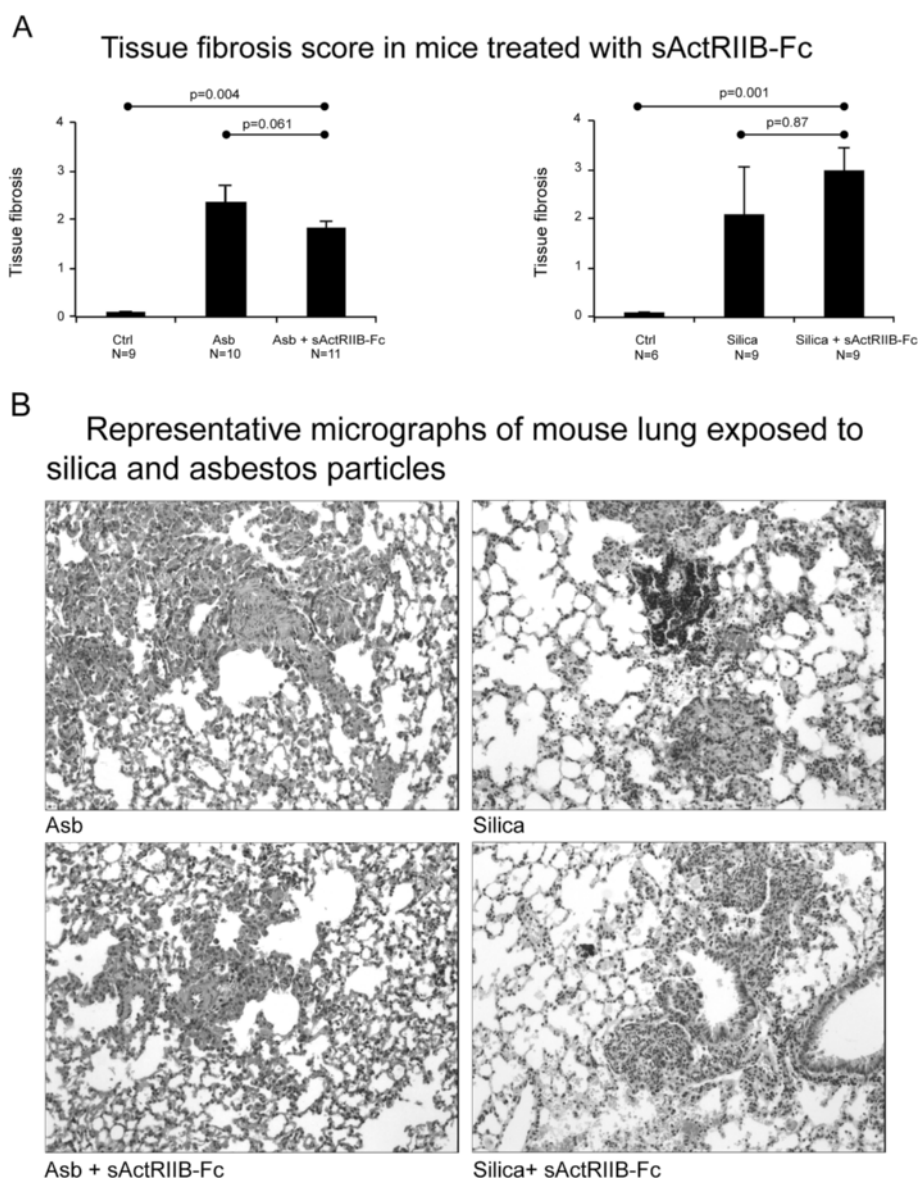 A
Tissue fibrosis score in mice treated with sActRIIB-Fc
p=0.004
p=0.061
4
3
2
1
0
Tissue fibrosis
Ctrl
N=9
Asb
N=10
Asb + sActRIIB-Fc
N=11
p=0.001
p=0.87
4
3
2
1
0
Tissue fibrosis
Ctrl
N=6
Silica
N=9
Silica + sActRIIB-Fc
N=9
B
Representative micrographs of mouse lung exposed to
silica and asbestos particles
Asb
Silica
Asb + sActRIIB-Fc
Silica+ sActRIIB-Fc